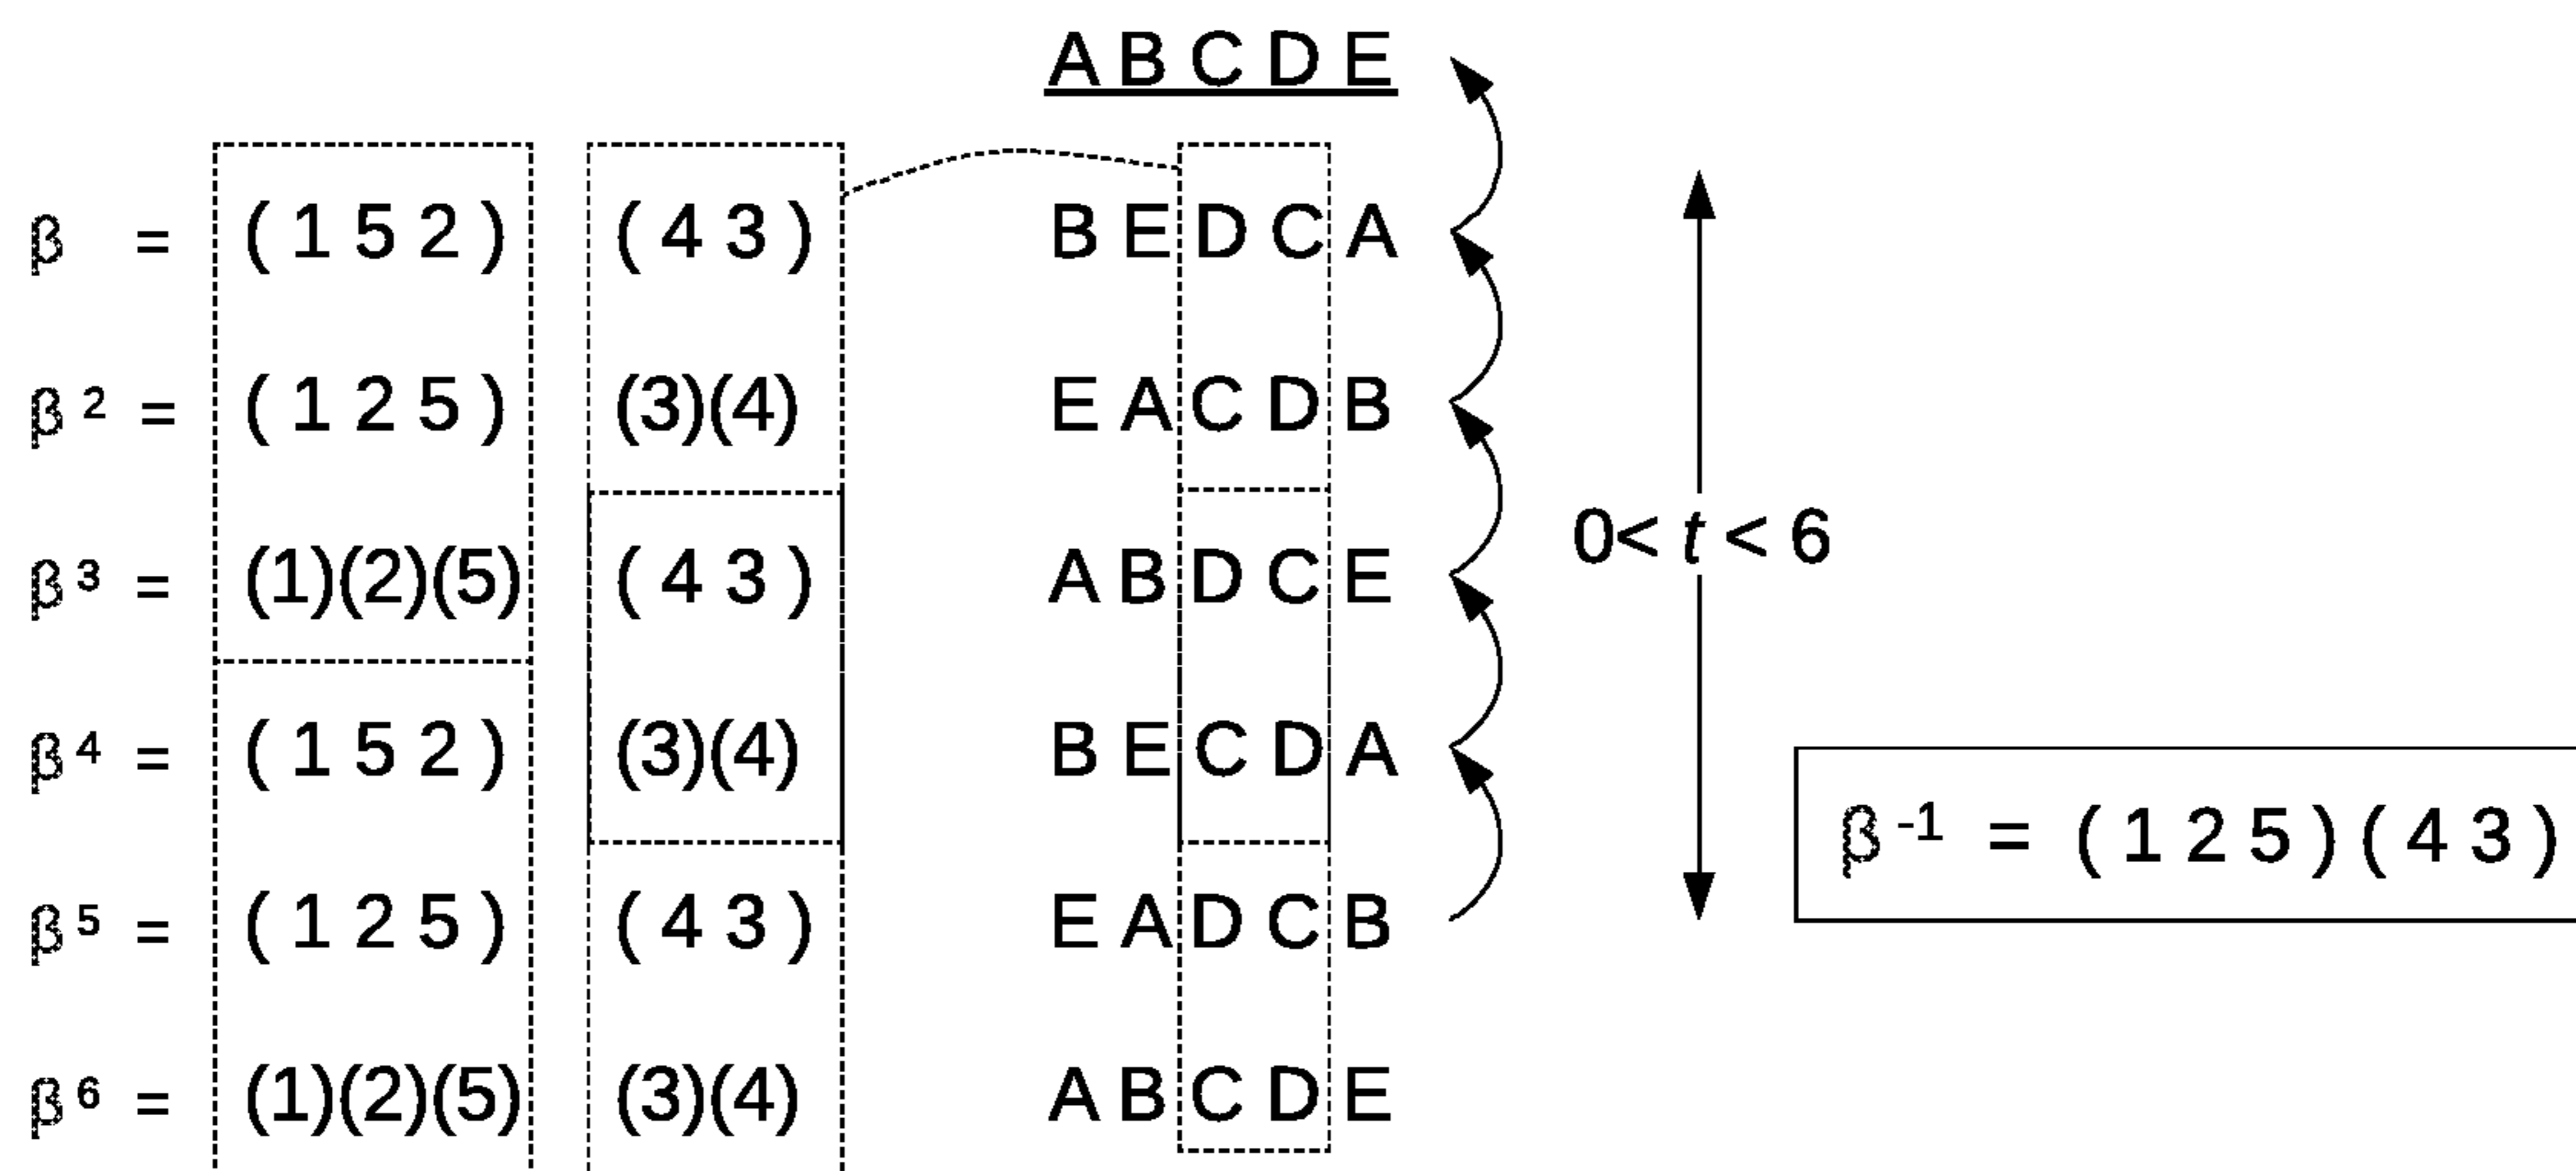 A B C D E
β = ( 1 5 2 ) ( 4 3 ) B E D C A
β 2 = ( 1 2 5 ) (3)(4) E A C D B
β 3 = (1)(2)(5) ( 4 3 ) A B D C E
0< t < 6
β 4 = ( 1 5 2 ) (3)(4) B E C D A
β -1 = ( 1 2 5 ) ( 4 3 )
β 5 = ( 1 2 5 ) ( 4 3 ) E A D C B
β 6 = (1)(2)(5) (3)(4) A B C D E